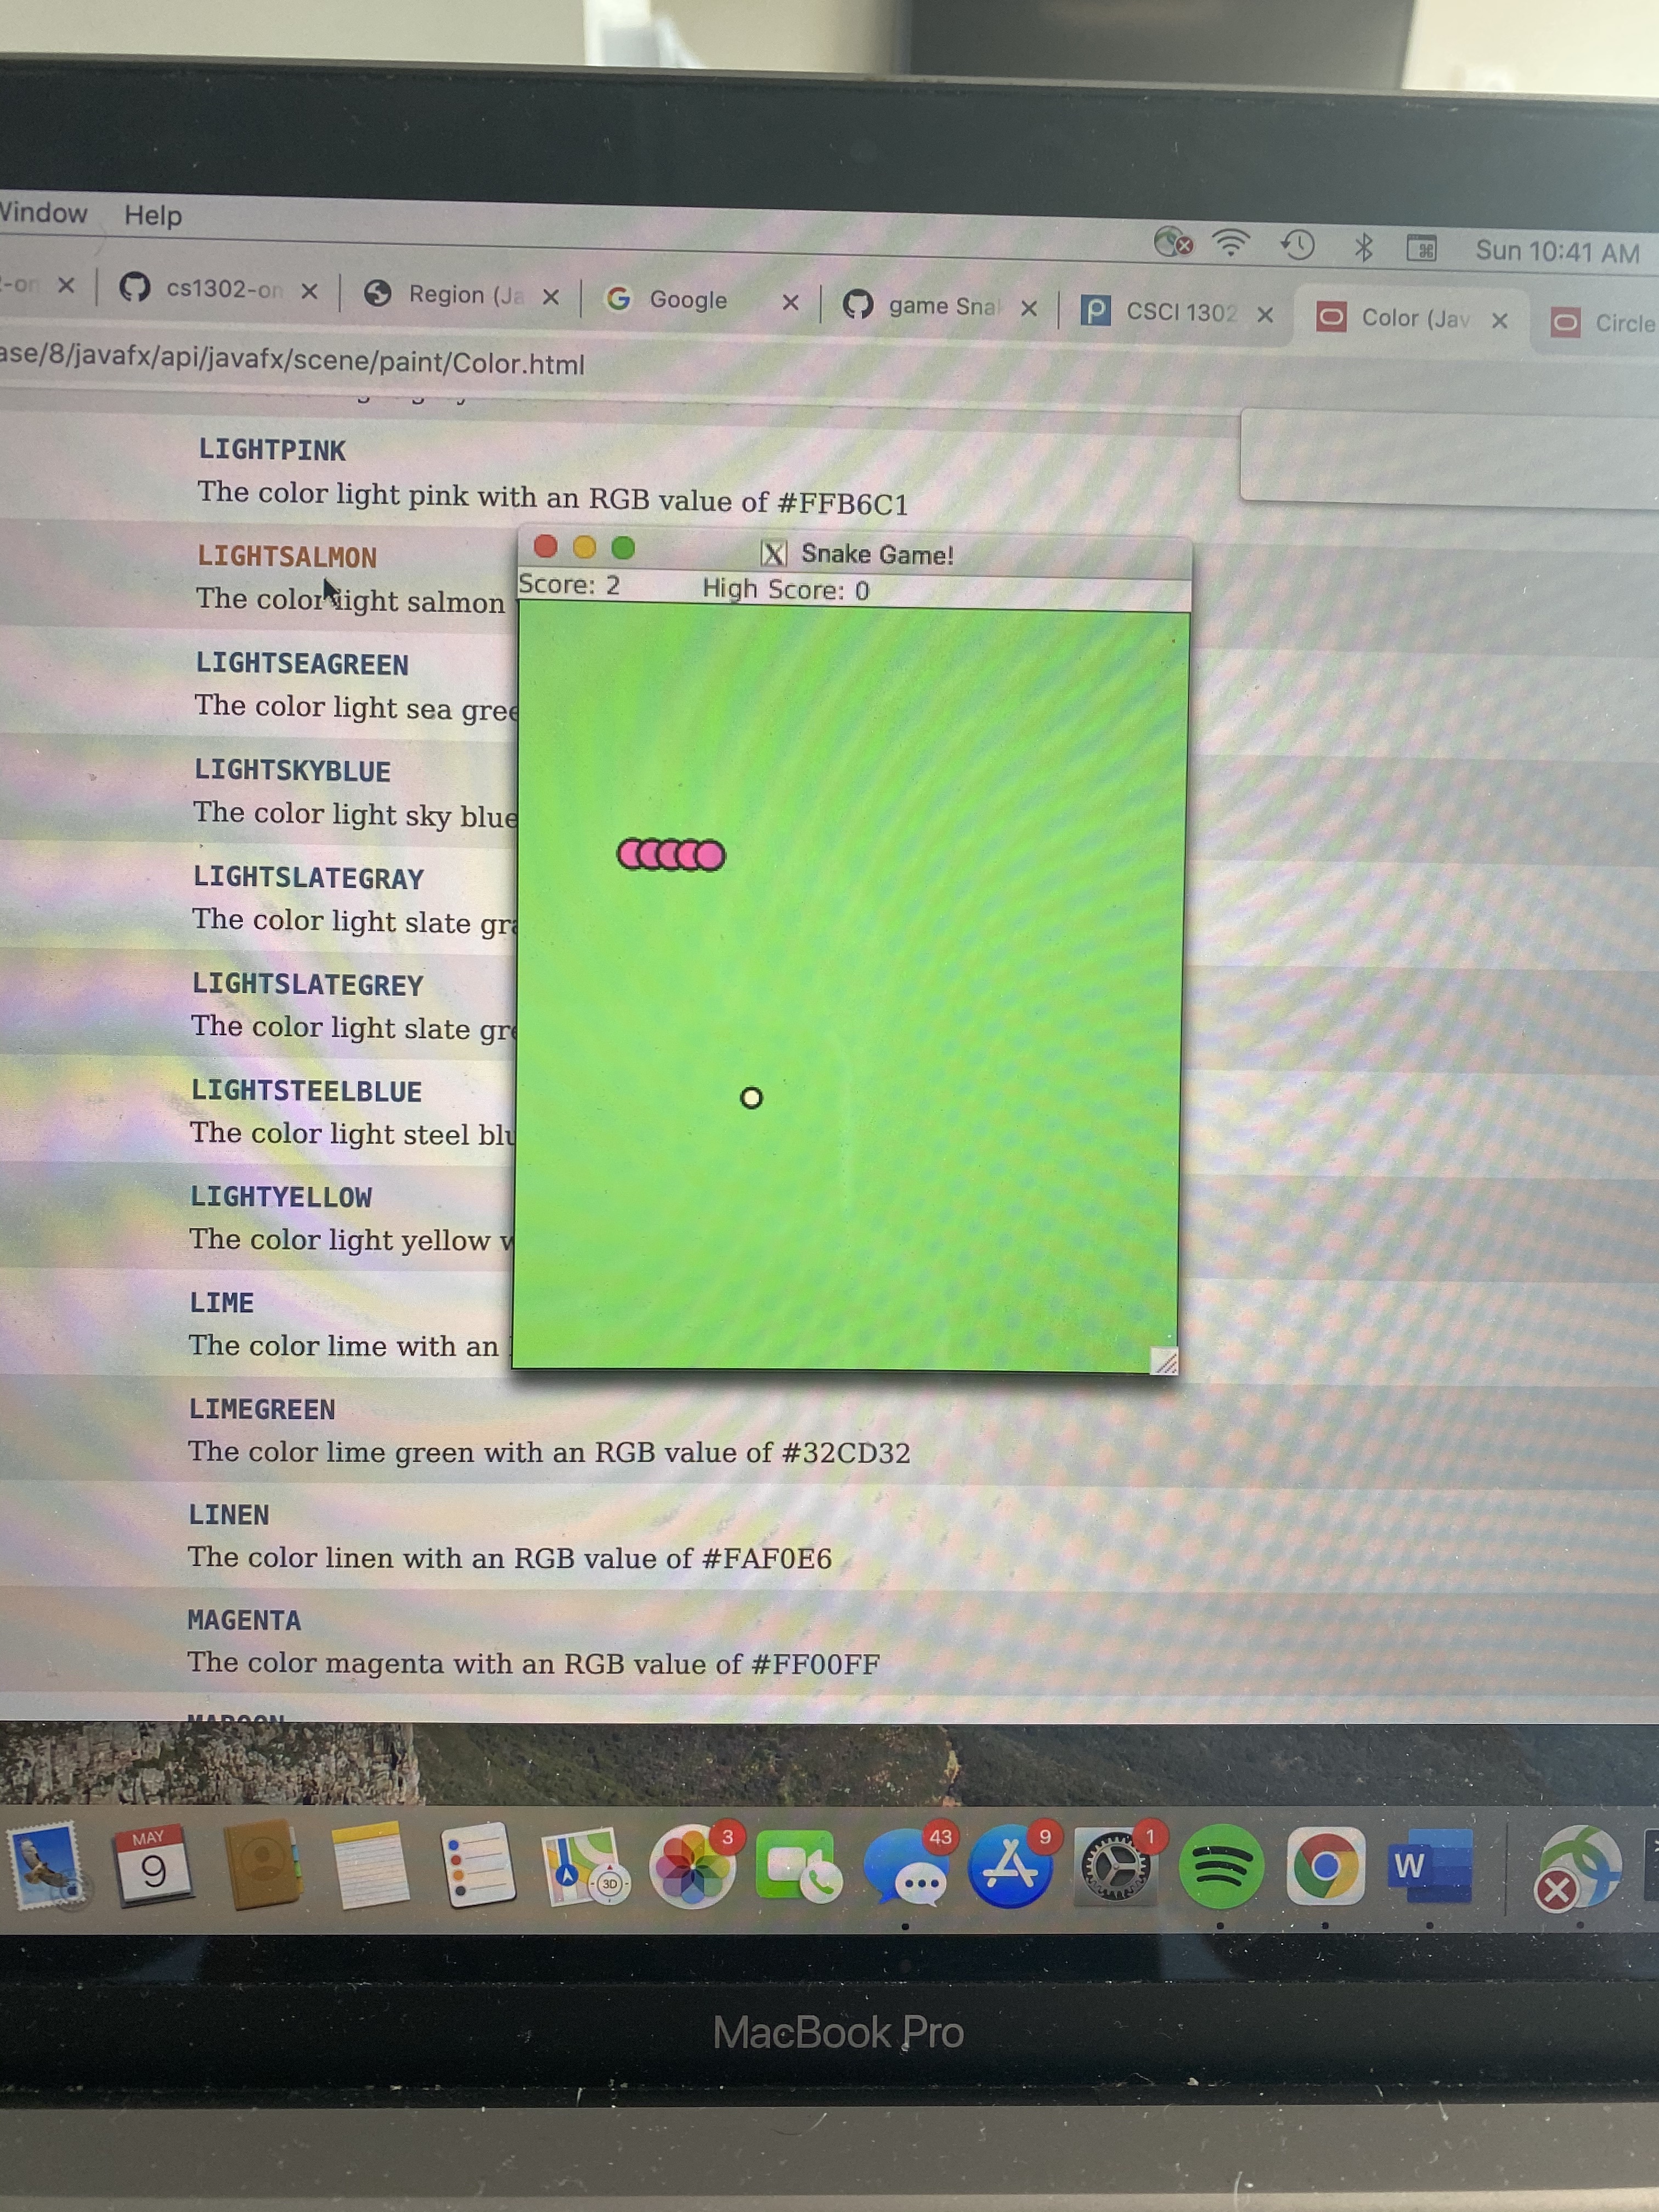 Window Help
Sun 10:41 AM
cs1302-on
Region (Ja
Google
game Snak
CSCI 1302
Color (Jav
Circle
ase/8/javafx/api/javafx/scene/paint/Color.html
LIGHTPINK
The color light pink with an RGB value of #FFB6C1
LIGHTSALMON
The color light salmon
LIGHTSEAGREEN
The color light sea gree
LIGHTSKYBLUE
The color light sky blue
LIGHTSLATEGRAY
The color light slate gra
LIGHTSLATEGREY
The color light slate gre
LIGHTSTEELBLUE
The color light steel blu
LIGHTYELLOW
The color light yellow w
LIME
The color lime with an
LIMEGREEN
The color lime green with an RGB value of #32CD32
LINEN
The color linen with an RGB value of #FAF0E6
MAGENTA
The color magenta with an RGB value of #FF00FF
MAROON
X Snake Game!
Score: 2 High Score: 0
MAY
9
3D
3
43
9
1
W
MacBook Pro